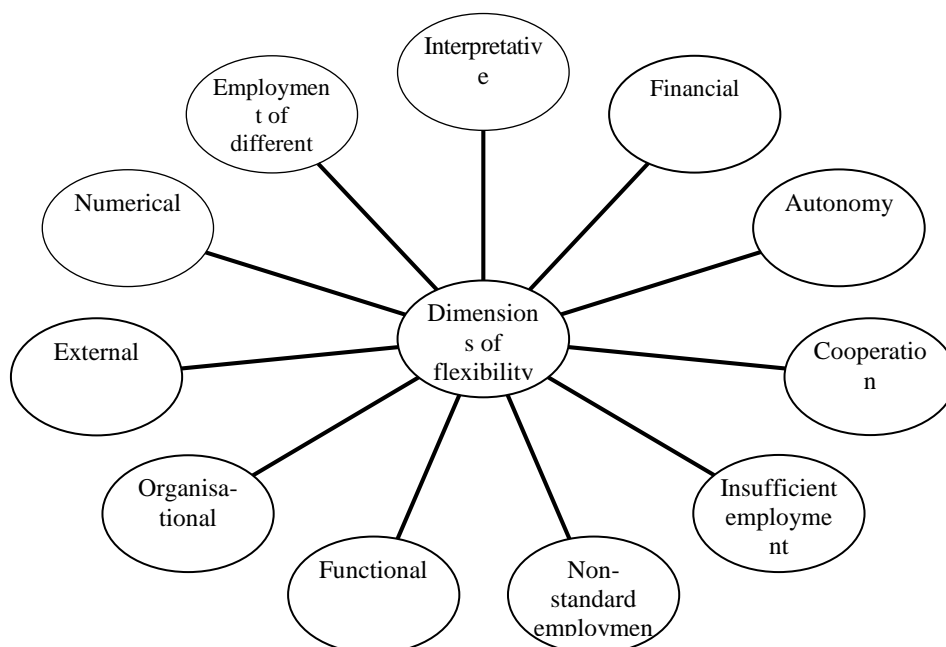 Interpretativ
e
Financial
Autonomy
Cooperatio
n
Insufficient
employme
nt
Non-
standard
employmen
Functional
Organisa-
tional
External
Numerical
Employmen
t of
different
Dimension
s of
flexibility